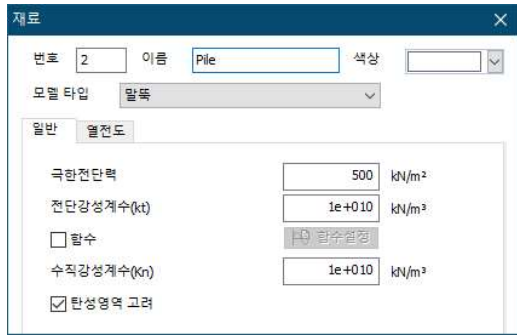 재료
번호 2 이름 Pile 색상
모델 타입 말뚝
일반 열전도
극한전단력 500 kN/m²
전단강성계수(kt) 1e+010 kN/m³
함수 함수설정
수직강성계수(Kn) 1e+010 kN/m³
탄성영역 고려